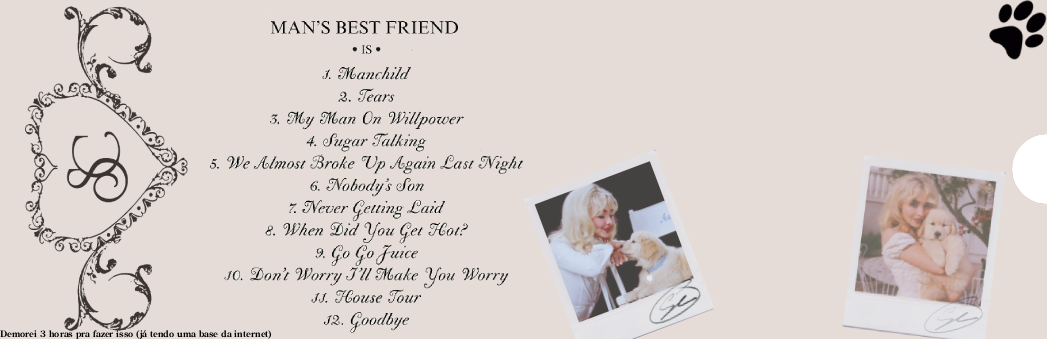 MAN'S BEST FRIEND
• IS •
1. Manchild
2. Tears
3. My Man On Willpower
4. Sugar Talking
5. We Almost Broke Up Again Last Night
6. Nobody's Son
7. Never Getting Laid
8. When Did You Get Hot?
9. Go Go Juice
10. Don't Worry I'll Make You Worry
11. House Tour
12. Goodbye
SC
Demorei 3 horas pra fazer isso (já tendo uma base da internet)